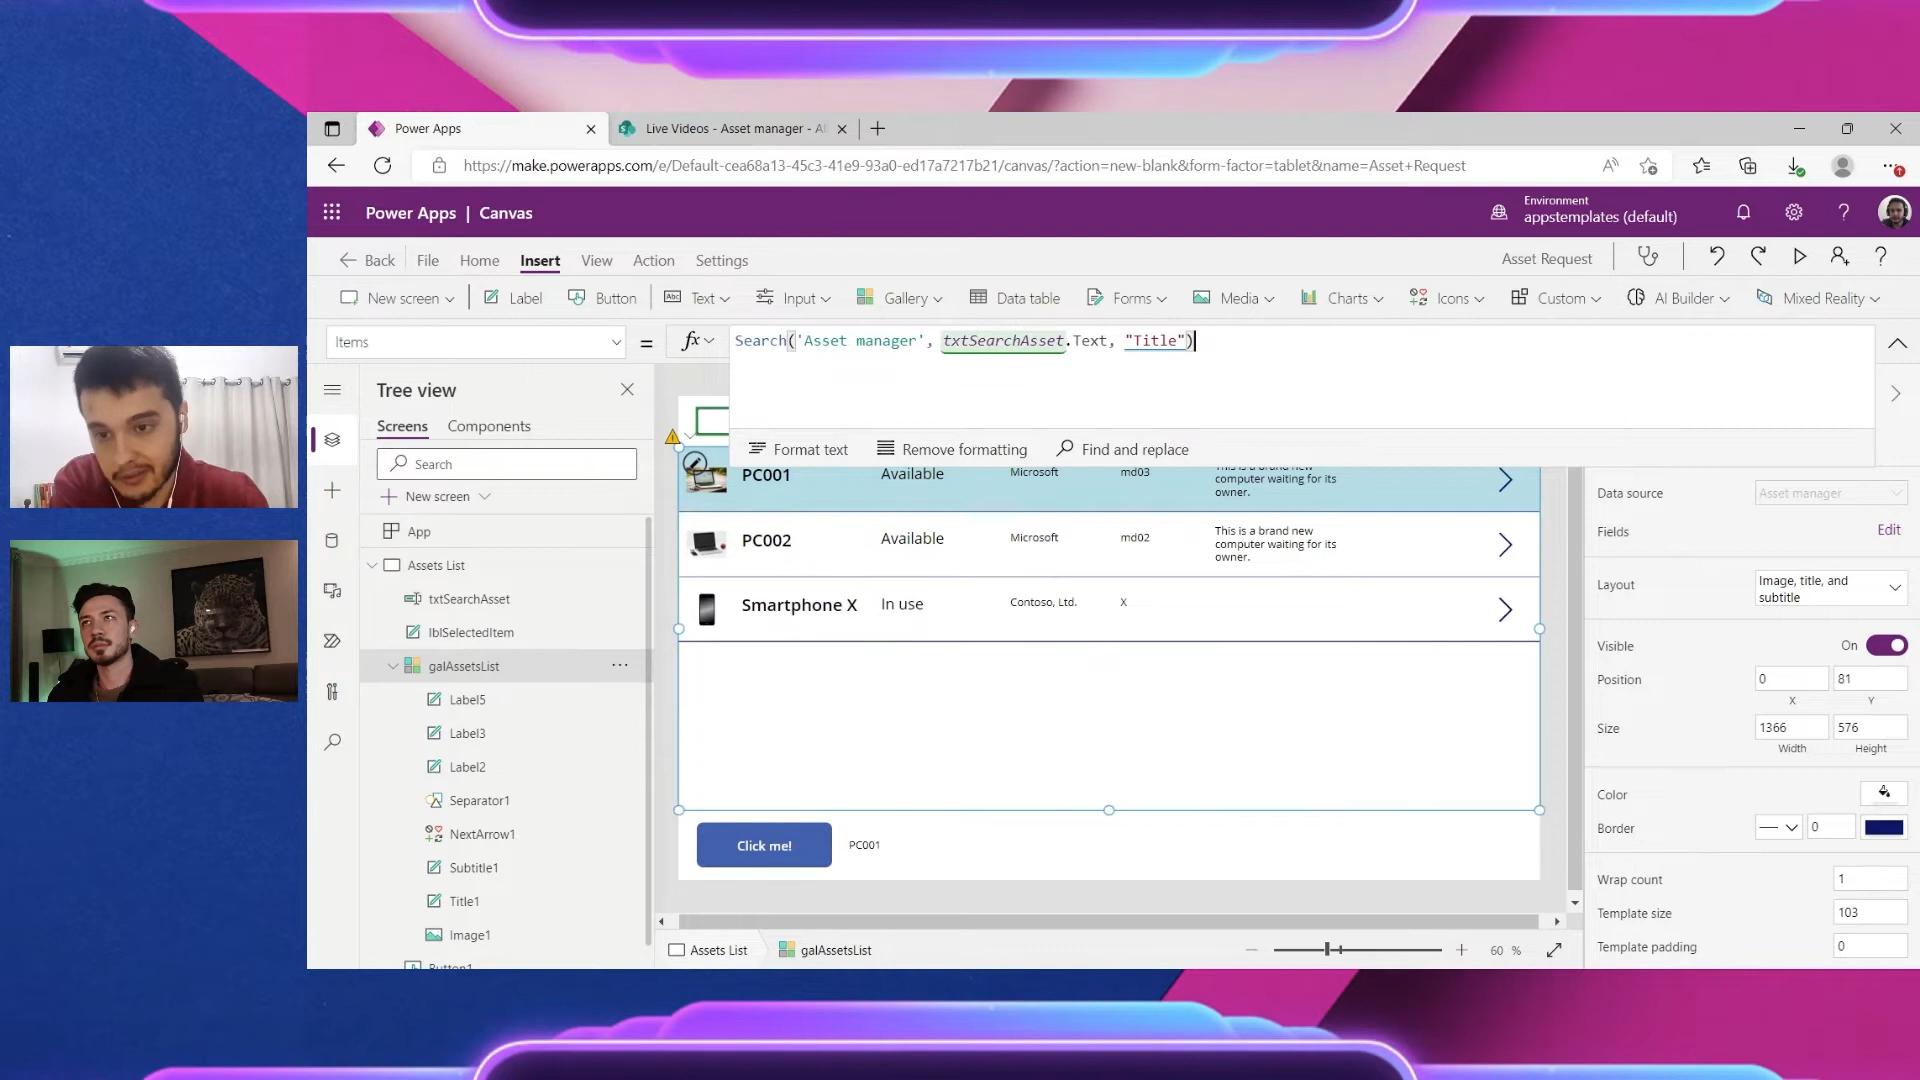 Power Apps
Live Videos - Asset manager - Al
https://make.powerapps.com/e/Default-cea68a13-45c3-41e9-93a0-ed17a7217b21/canvas/?action=new-blank&form-factor=tablet&name=Asset+Request
Power Apps | Canvas
Environment
appstemplates (default)
Back File Home Insert View Action Settings
Asset Request
New screen Label Button Text Input Gallery Data table Forms Media Charts Icons Custom AI Builder Mixed Reality
Items
= fx
Search('Asset manager', txtSearchAsset.Text, "Title")
Format text Remove formatting Find and replace
Tree view
Screens Components
Search
New screen
App
Assets List
txtSearchAsset
lblSelectedItem
galAssetsList
Label5
Label3
Label2
Separator1
NextArrow1
Subtitle1
Title1
Image1
Button1
PC001 Available Microsoft md03
This is a brand new
computer waiting for its
owner.
PC002 Available Microsoft md02
This is a brand new
computer waiting for its
owner.
Smartphone X In use Contoso, Ltd. X
Click me! PC001
Assets List galAssetsList
60 %
Data source Asset manager
Fields Edit
Layout
Image, title, and
subtitle
Visible On
Position 0 81
X Y
Size 1366 576
Width Height
Color
Border 0
Wrap count 1
Template size 103
Template padding 0